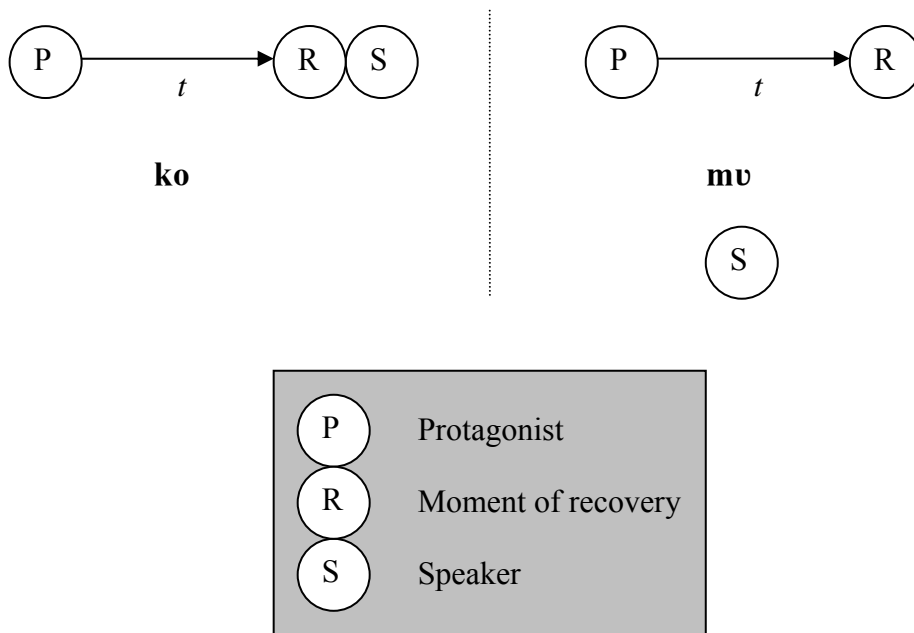 P R S P R
t t
ko mʋ
S
P Protagonist
R Moment of recovery
S Speaker